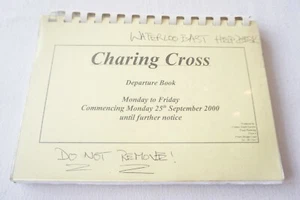 WATERLOO EAST
Charing Cross
Departure Book
Monday to Friday
Commencing Monday 25th September 2000
until further notice
DO NOT REMOVE!